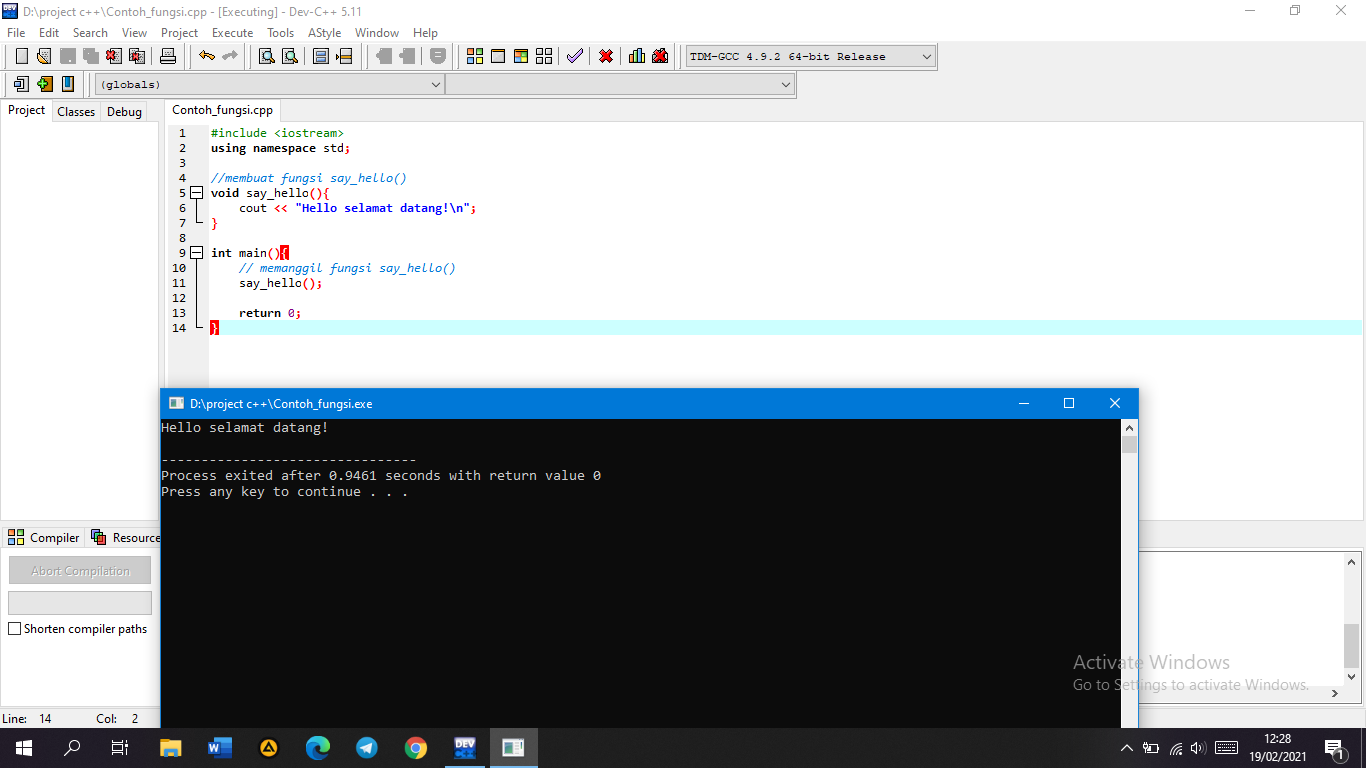 D:\project c++\Contoh_fungsi.cpp - [Executing] - Dev-C++ 5.11
File Edit Search View Project Execute Tools AStyle Window Help
TDM-GCC 4.9.2 64-bit Release
(globals)
Project Classes Debug
Contoh_fungsi.cpp
1 #include <iostream>
2 using namespace std;
3
4 //membuat fungsi say_hello()
5 void say_hello(){
6 cout << "Hello selamat datang!\n";
7 }
8
9 int main(){
10 // memanggil fungsi say_hello()
11 say_hello();
12
13 return 0;
14 }
D:\project c++\Contoh_fungsi.exe
Hello selamat datang!
--------------------------------
Process exited after 0.9461 seconds with return value 0
Press any key to continue . . .
Compiler Resource
Abort Compilation
Shorten compiler paths
Activate Windows
Go to Settings to activate Windows.
Line: 14 Col: 2
DEV
12:28
19/02/2021
1